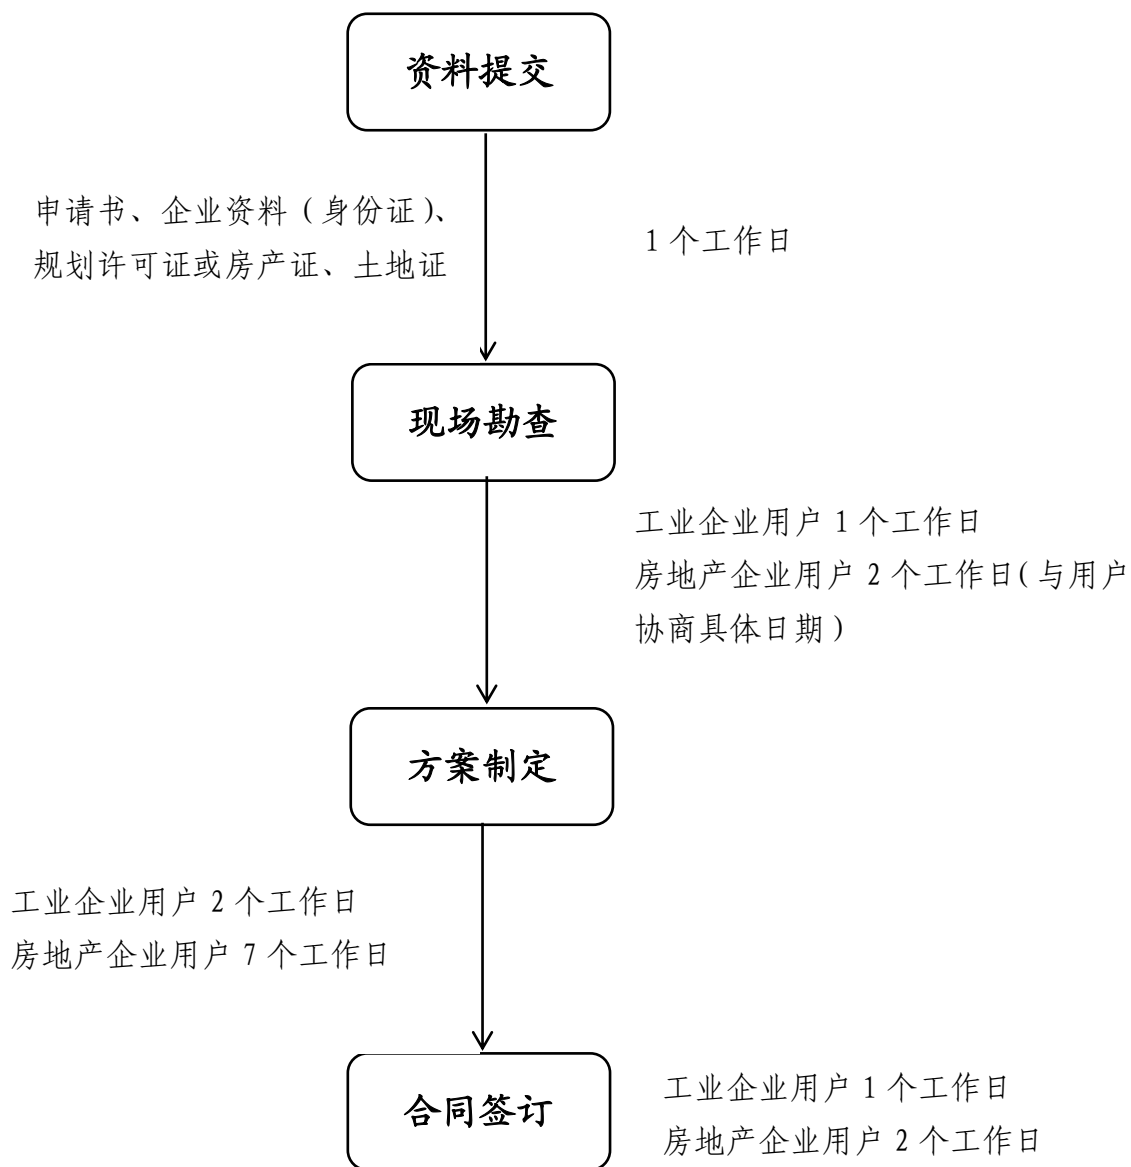 资料提交
申请书、企业资料（身份证）、
规划许可证或房产证、土地证
1个工作日
现场勘查
工业企业用户1个工作日
房地产企业用户2个工作日（与用户
协商具体日期）
方案制定
工业企业用户2个工作日
房地产企业用户7个工作日
合同签订
工业企业用户1个工作日
房地产企业用户2个工作日